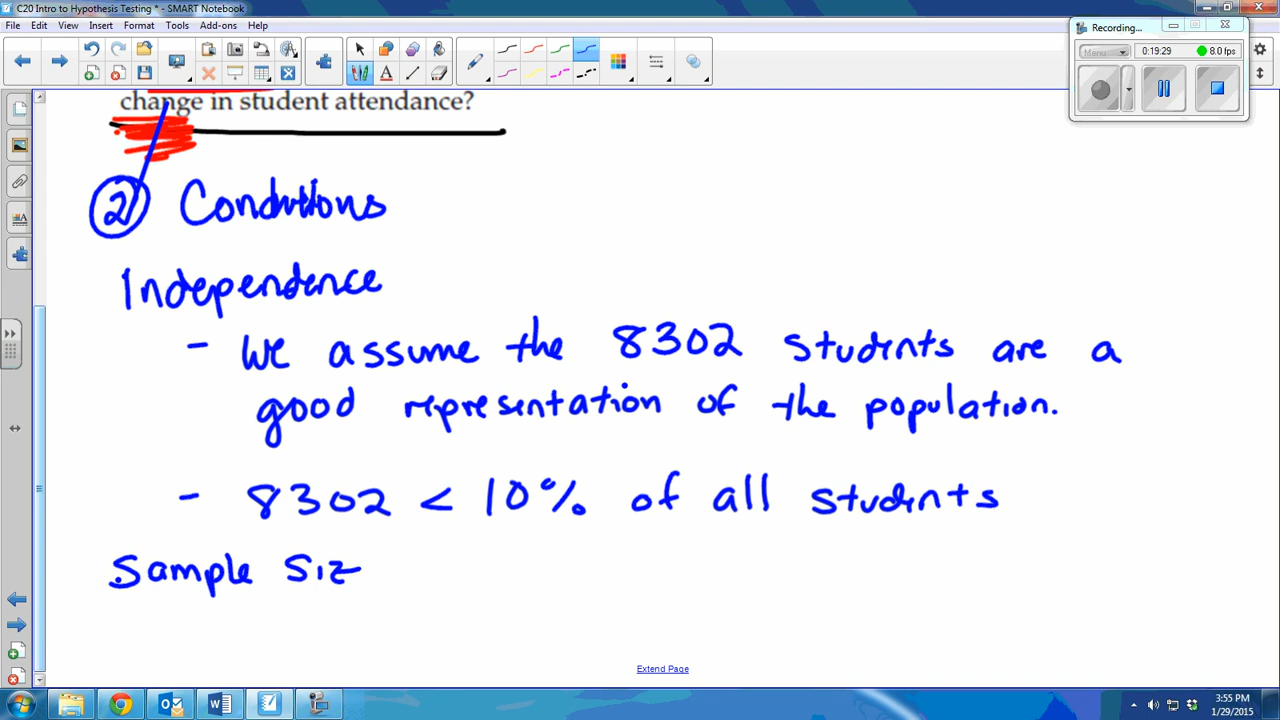 C20 Intro to Hypothesis Testing * - SMART Notebook
File Edit View Insert Format Tools Add-ons Help
Recording...
Menu 0:19:29 8.0 fps
change in student attendance?
2 Conditions
Independence
- We assume the 8302 students are a
good representation of the population.
- 8302 < 10% of all students
Sample Siz
Extend Page
3:55 PM
1/29/2015